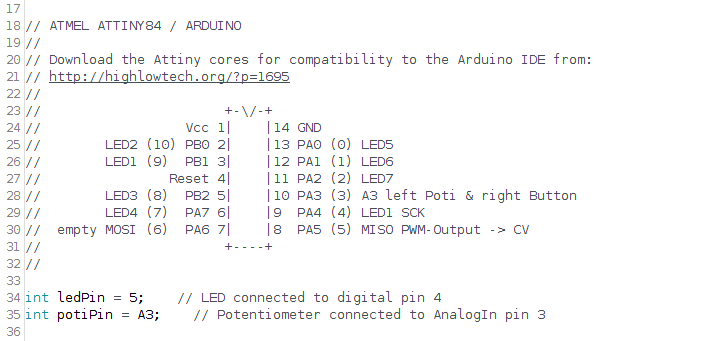 17
18 // ATMEL ATTINY84 / ARDUINO
19 //
20 // Download the Attiny cores for compatibility to the Arduino IDE from:
21 // http://highlowtech.org/?p=1695
22 //
23 //                       +-\/-+
24 //                  Vcc 1|    |14 GND
25 //        LED2 (10) PB0 2|    |13 PA0 (0) LED5
26 //        LED1 (9)  PB1 3|    |12 PA1 (1) LED6
27 //                Reset 4|    |11 PA2 (2) LED7
28 //        LED3 (8)  PB2 5|    |10 PA3 (3) A3 left Poti & right Button
29 //        LED4 (7)  PA7 6|    |9  PA4 (4) LED1 SCK
30 //  empty MOSI (6)  PA6 7|    |8  PA5 (5) MISO PWM-Output -> CV
31 //                       +----+
32 //
33
34 int ledPin = 5;    // LED connected to digital pin 4
35 int potiPin = A3;    // Potentiometer connected to AnalogIn pin 3
36